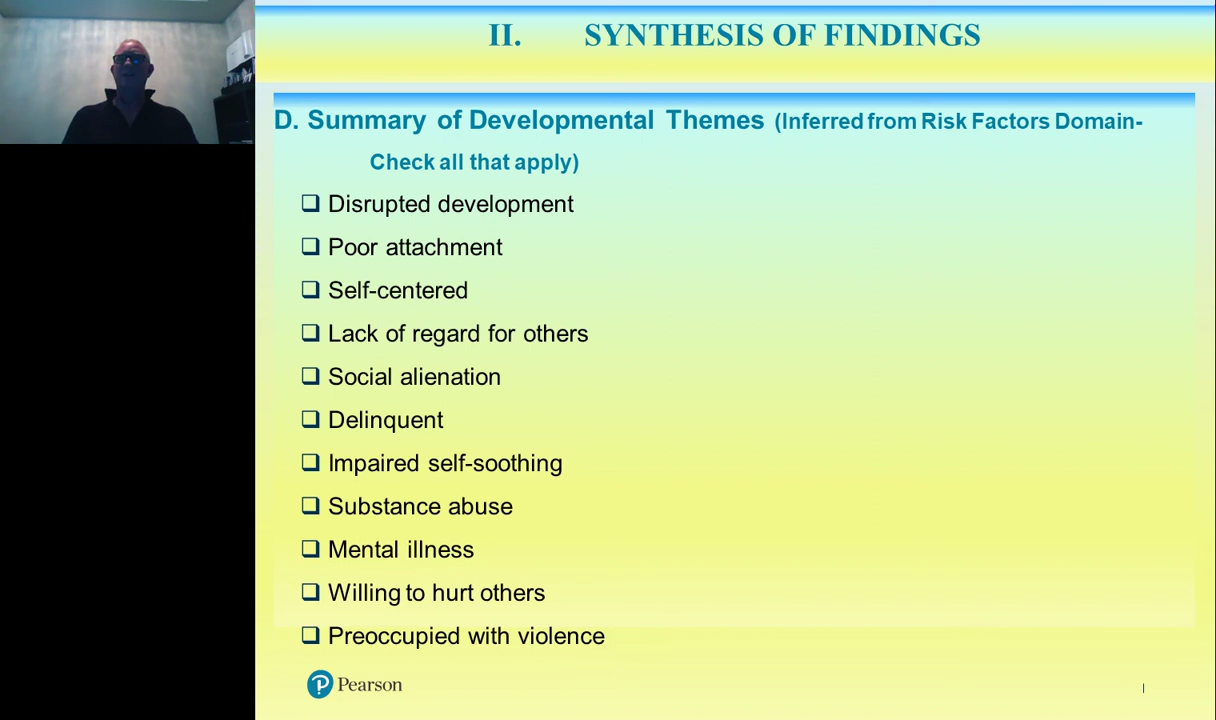 II. SYNTHESIS OF FINDINGS
D. Summary of Developmental Themes (Inferred from Risk Factors Domain-
Check all that apply)
❑ Disrupted development
❑ Poor attachment
❑ Self-centered
❑ Lack of regard for others
❑ Social alienation
❑ Delinquent
❑ Impaired self-soothing
❑ Substance abuse
❑ Mental illness
❑ Willing to hurt others
❑ Preoccupied with violence
Pearson